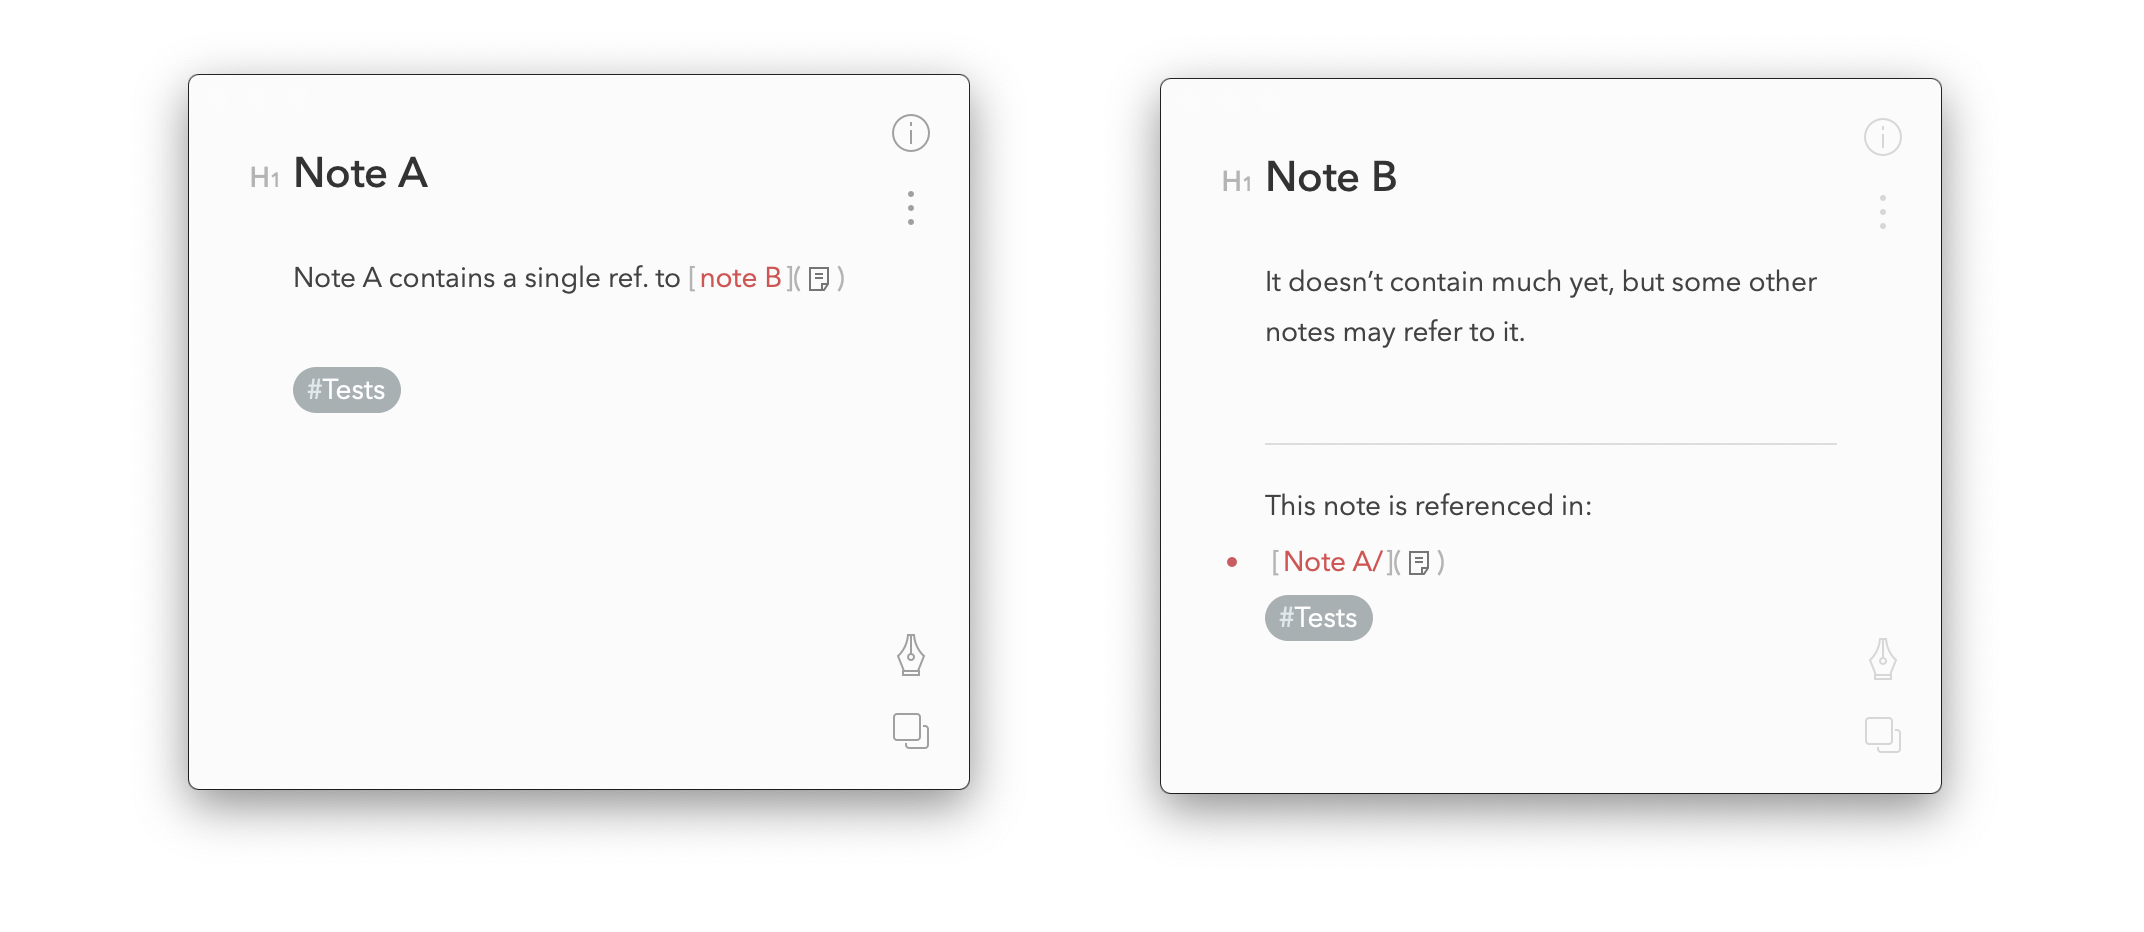 H1 Note A
Note A contains a single ref. to [note B]()
#Tests
H1 Note B
It doesn’t contain much yet, but some other
notes may refer to it.
This note is referenced in:
• [Note A/]()
#Tests